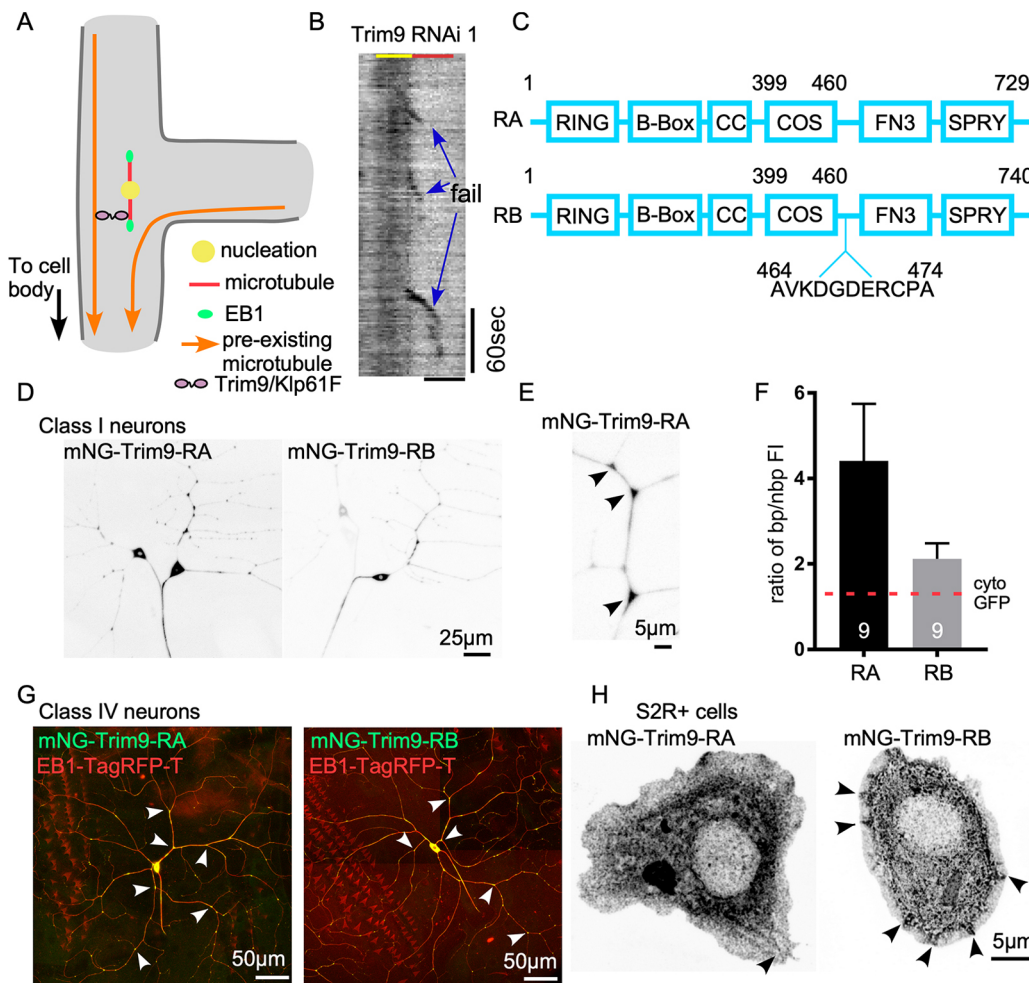 A
To cell
body
nucleation
microtubule
EB1
pre-existing
microtubule
Trim9/Klp61F
B
Trim9 RNAi 1
fail
60sec
C
399 460
1 729
RA RING B-Box CC COS FN3 SPRY
399 460
1 740
RB RING B-Box CC COS FN3 SPRY
464 474
AVKDGDERCPA
D
Class I neurons
mNG-Trim9-RA mNG-Trim9-RB
25μm
E
mNG-Trim9-RA
5μm
F
ratio of bp/nbp FI
6
4
2
0
cyto
GFP
9 9
RA RB
G
Class IV neurons
mNG-Trim9-RA
EB1-TagRFP-T
50μm
mNG-Trim9-RB
EB1-TagRFP-T
50μm
H
S2R+ cells
mNG-Trim9-RA mNG-Trim9-RB
5μm